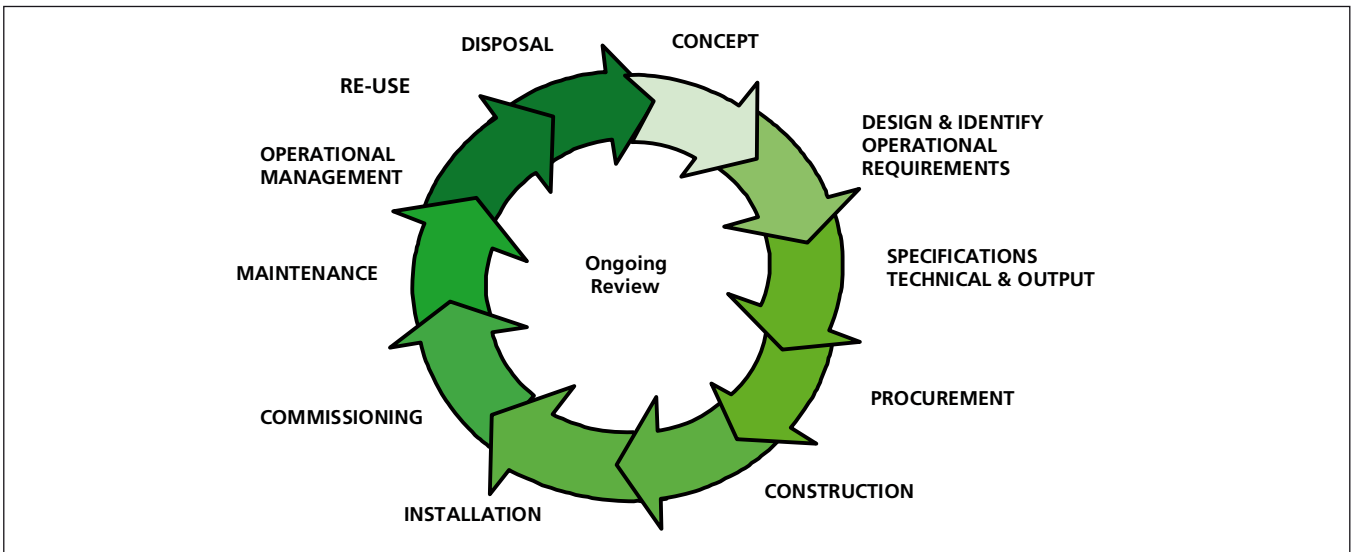 DISPOSAL
CONCEPT
RE-USE
DESIGN & IDENTIFY
OPERATIONAL
REQUIREMENTS
OPERATIONAL
MANAGEMENT
SPECIFICATIONS
TECHNICAL & OUTPUT
MAINTENANCE
Ongoing
Review
PROCUREMENT
COMMISSIONING
CONSTRUCTION
INSTALLATION